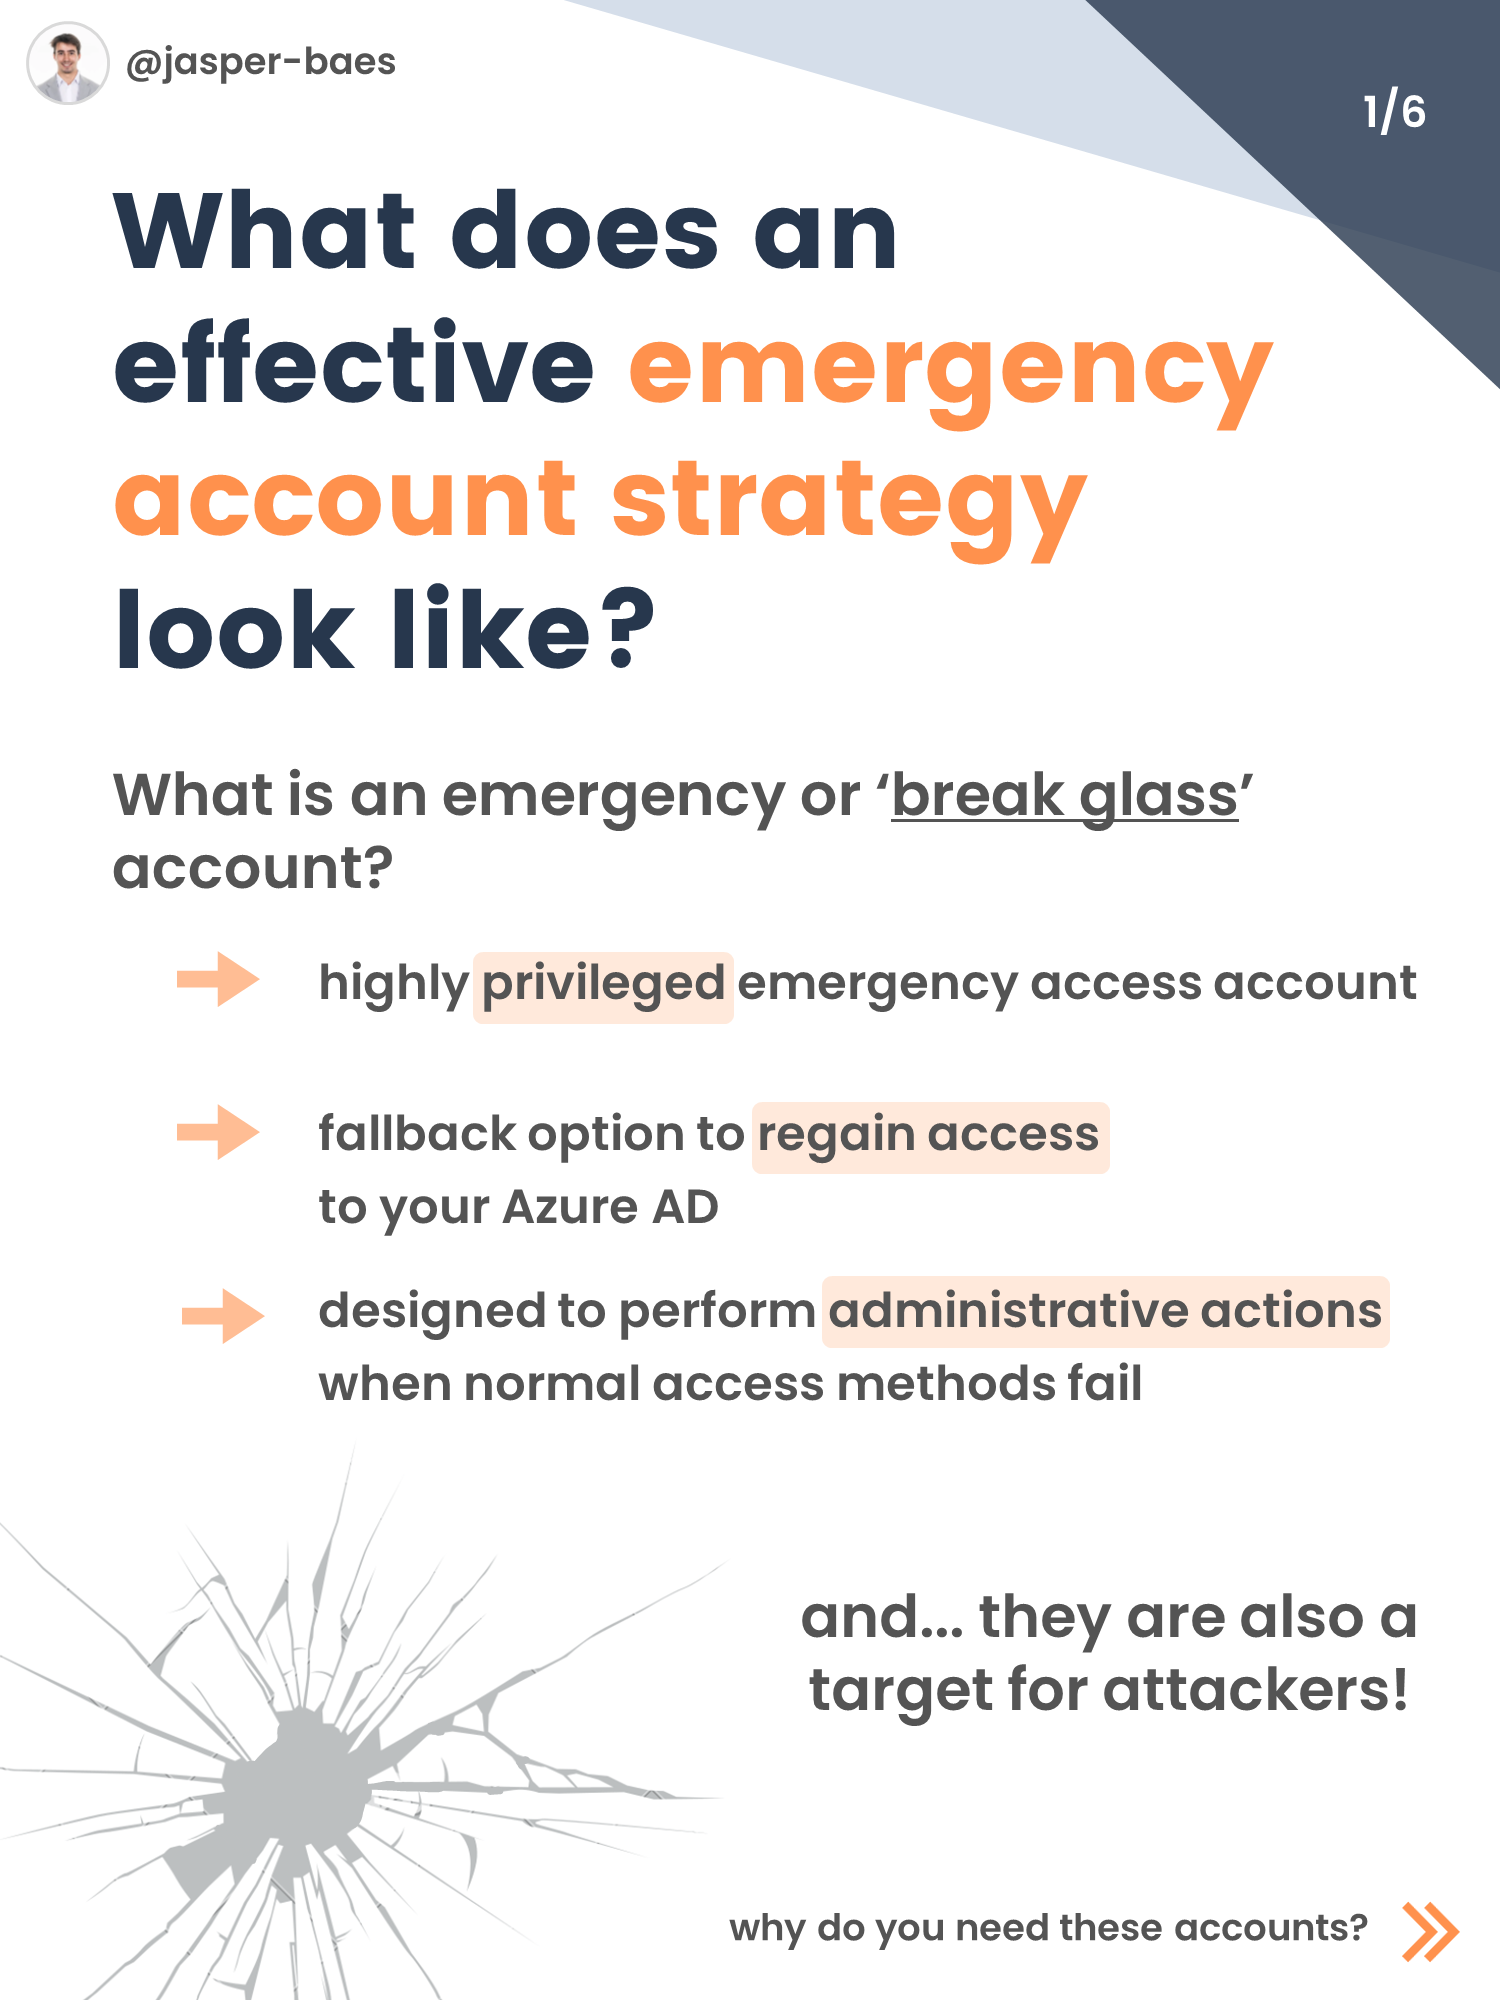 @jasper-baes
1/6
What does an
effective emergency
account strategy
look like?
What is an emergency or ‘break glass’
account?
highly privileged emergency access account
fallback option to regain access
to your Azure AD
designed to perform administrative actions
when normal access methods fail
and... they are also a
target for attackers!
why do you need these accounts?